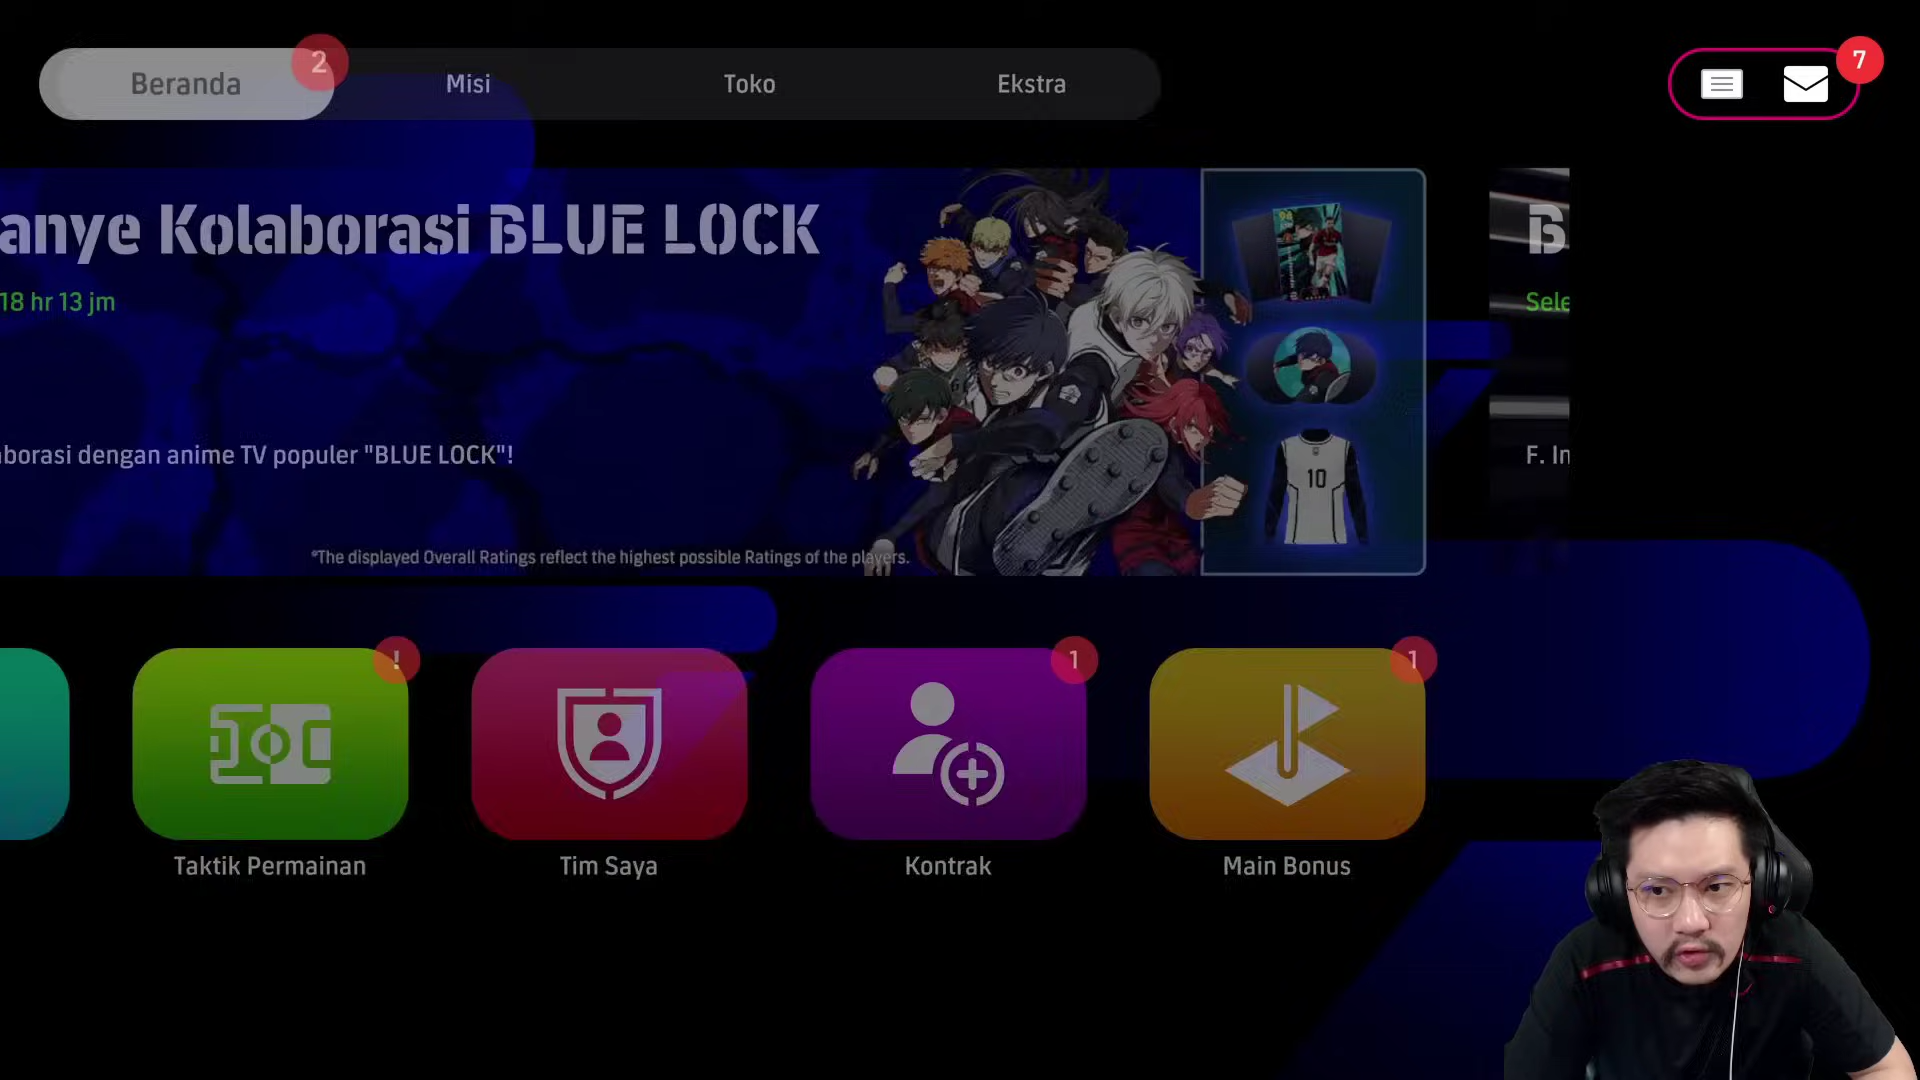 Beranda
2
Misi
Toko
Ekstra
7
anye Kolaborasi BLUE LOCK
18 hr 13 jm
Sele
borasi dengan anime TV populer "BLUE LOCK"!
F. In
10
*The displayed Overall Ratings reflect the highest possible Ratings of the players.
!
1
1
Taktik Permainan
Tim Saya
Kontrak
Main Bonus